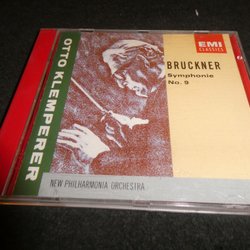 EMI
CLASSICS
BRUCKNER
Symphonie
No. 9
OTTO KLEMPERER
NEW PHILHARMONIA ORCHESTRA